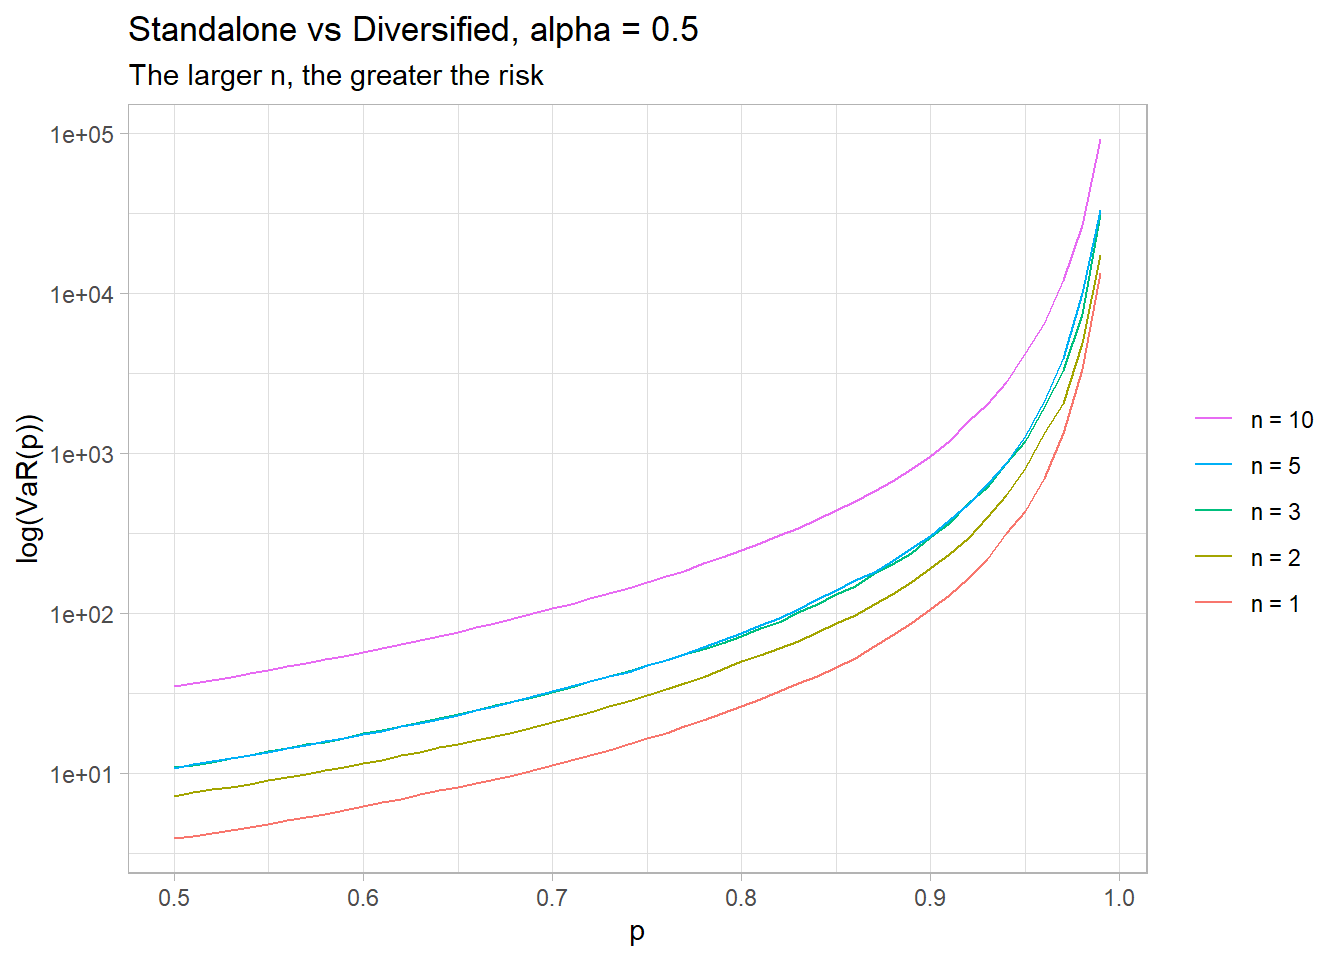 Standalone vs Diversified, alpha = 0.5
The larger n, the greater the risk
log(VaR(p))
1e+05
1e+04
1e+03
1e+02
1e+01
0.5 0.6 0.7 0.8 0.9 1.0
p
n = 10
n = 5
n = 3
n = 2
n = 1